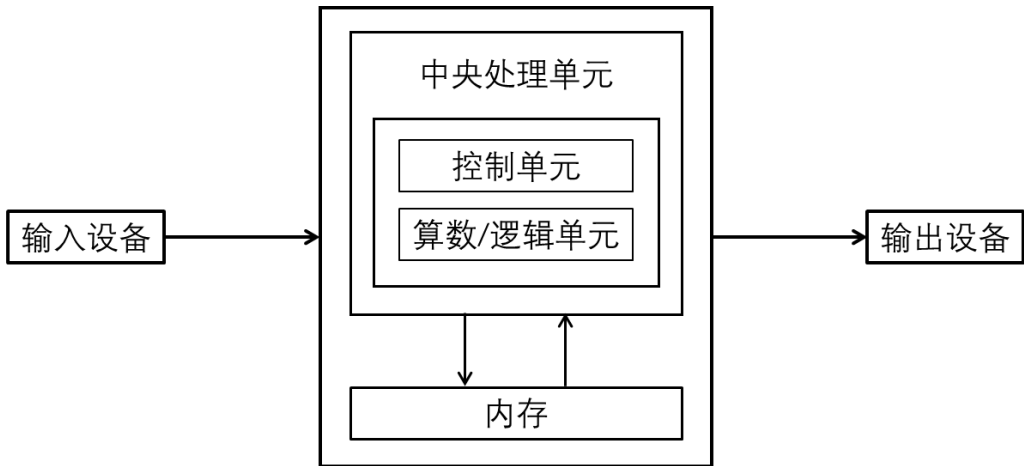 中央处理单元
控制单元
算数/逻辑单元
输入设备
输出设备
内存